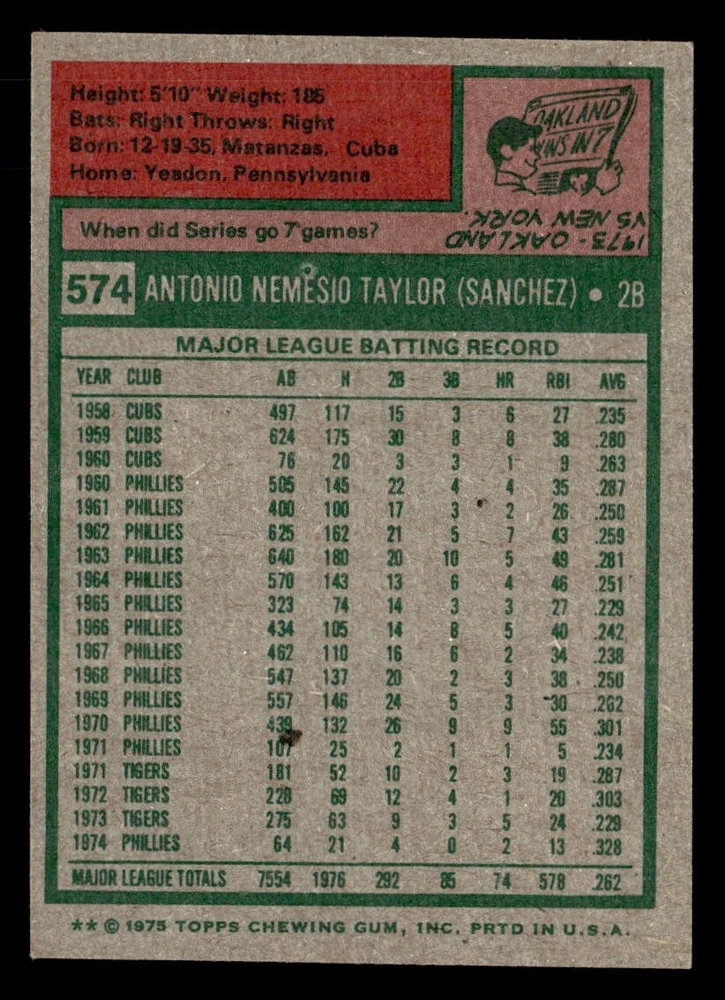 Height: 5'10" Weight: 185
Bats: Right Throws: Right
Born: 12-19-35, Matanzas, Cuba
Home: Yeadon, Pennsylvania
OAKLAND
WINS IN 7
When did Series go 7 games?
1973 - OAKLAND
VS NEW YORK.
574 ANTONIO NEMESIO TAYLOR (SANCHEZ) • 2B
MAJOR LEAGUE BATTING RECORD
YEAR CLUB AB H 2B 3B HR RBI AVG
1958 CUBS 497 117 15 3 6 27 .235
1959 CUBS 624 175 30 8 8 38 .280
1960 CUBS 76 20 3 3 1 9 .263
1960 PHILLIES 505 145 22 4 4 35 .287
1961 PHILLIES 400 100 17 3 2 26 .250
1962 PHILLIES 625 162 21 5 7 43 .259
1963 PHILLIES 640 180 20 10 5 49 .281
1964 PHILLIES 570 143 13 6 4 46 .251
1965 PHILLIES 323 74 14 3 3 27 .229
1966 PHILLIES 434 105 14 8 5 40 .242
1967 PHILLIES 462 110 16 6 2 34 .238
1968 PHILLIES 547 137 20 2 3 38 .250
1969 PHILLIES 557 146 24 5 3 30 .262
1970 PHILLIES 439 132 26 9 9 55 .301
1971 PHILLIES 107 25 2 1 1 5 .234
1971 TIGERS 181 52 10 2 3 19 .287
1972 TIGERS 228 69 12 4 1 20 .303
1973 TIGERS 275 63 9 3 5 24 .229
1974 PHILLIES 64 21 4 0 2 13 .328
MAJOR LEAGUE TOTALS 7554 1976 292 85 74 578 .262
** © 1975 TOPPS CHEWING GUM, INC. PRTD IN U.S.A.